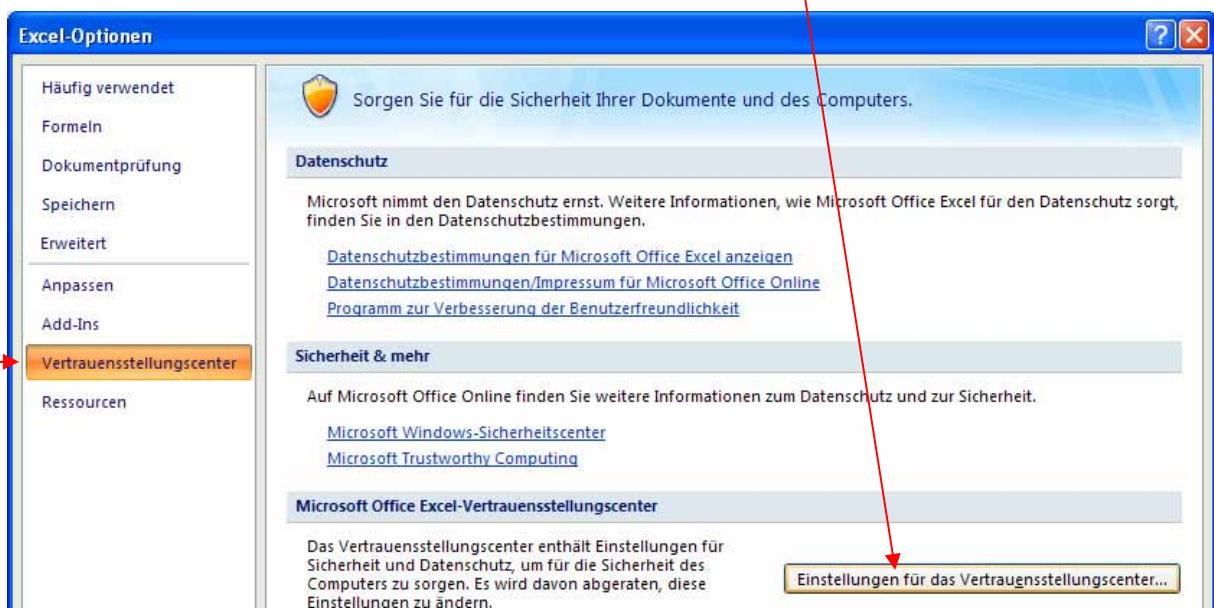 Excel-Optionen
Häufig verwendet
Formeln
Dokumentprüfung
Speichern
Erweitert
Anpassen
Add-Ins
Vertrauensstellungscenter
Ressourcen
Sorgen Sie für die Sicherheit Ihrer Dokumente und des Computers.
Datenschutz
Microsoft nimmt den Datenschutz ernst. Weitere Informationen, wie Microsoft Office Excel für den Datenschutz sorgt,
finden Sie in den Datenschutzbestimmungen.
Datenschutzbestimmungen für Microsoft Office Excel anzeigen
Datenschutzbestimmungen/Impressum für Microsoft Office Online
Programm zur Verbesserung der Benutzerfreundlichkeit
Sicherheit & mehr
Auf Microsoft Office Online finden Sie weitere Informationen zum Datenschutz und zur Sicherheit.
Microsoft Windows-Sicherheitscenter
Microsoft Trustworthy Computing
Microsoft Office Excel-Vertrauensstellungscenter
Das Vertrauensstellungscenter enthält Einstellungen für
Sicherheit und Datenschutz, um für die Sicherheit des
Computers zu sorgen. Es wird davon abgeraten, diese
Einstellungen zu ändern.
Einstellungen für das Vertrauensstellungscenter...